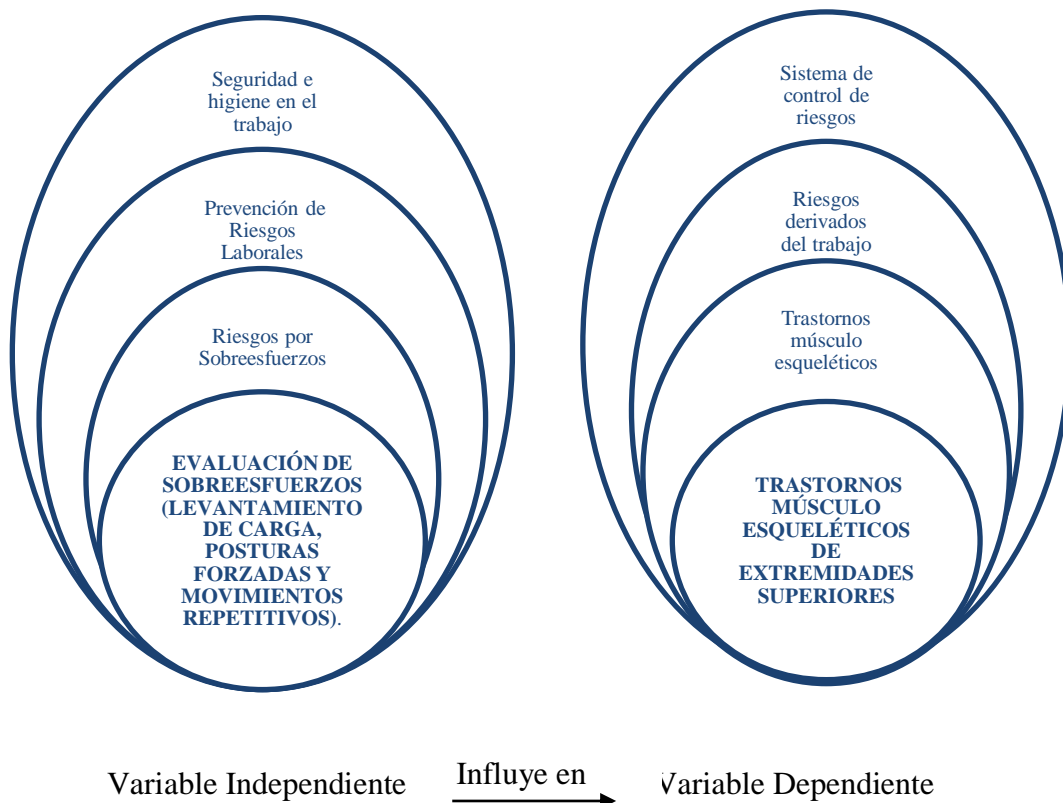 Seguridad e
higiene en el
trabajo
Prevención de
Riesgos
Laborales
Riesgos por
Sobreesfuerzos
EVALUACIÓN DE
SOBREESFUERZOS
(LEVANTAMIENTO
DE CARGA,
POSTURAS
FORZADAS Y
MOVIMIENTOS
REPETITIVOS).
Sistema de
control de
riesgos
Riesgos
derivados
del trabajo
Trastornos
músculo
esqueléticos
TRASTORNOS
MÚSCULO
ESQUELÉTICOS
DE
EXTREMIDADES
SUPERIORES
Variable Independiente
Influye en
Variable Dependiente